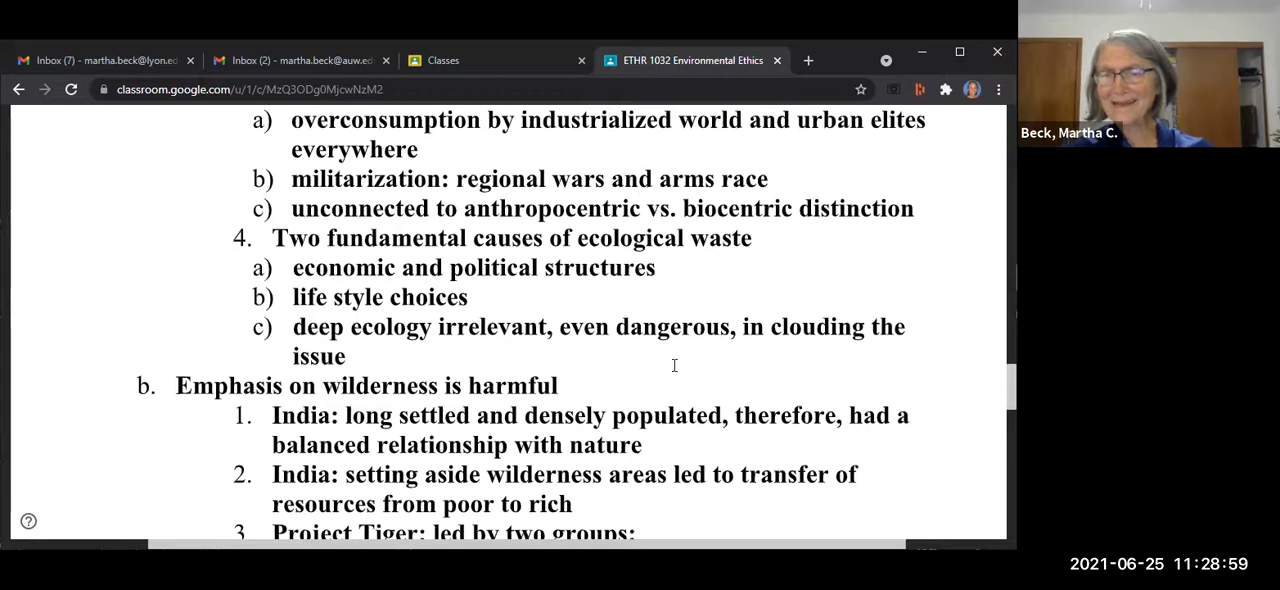 Inbox (7) - martha.beck@lyon.ed
Inbox (2) - martha.beck@auw.ed
Classes
ETHR 1032 Environmental Ethics
classroom.google.com/u/1/c/MzQ3ODg0MjcwNzM2
Beck, Martha C.
a) overconsumption by industrialized world and urban elites
everywhere
b) militarization: regional wars and arms race
c) unconnected to anthropocentric vs. biocentric distinction
4. Two fundamental causes of ecological waste
a) economic and political structures
b) life style choices
c) deep ecology irrelevant, even dangerous, in clouding the
issue
b. Emphasis on wilderness is harmful
1. India: long settled and densely populated, therefore, had a
balanced relationship with nature
2. India: setting aside wilderness areas led to transfer of
resources from poor to rich
3. Project Tiger: led by two groups:
2021-06-25 11:28:59